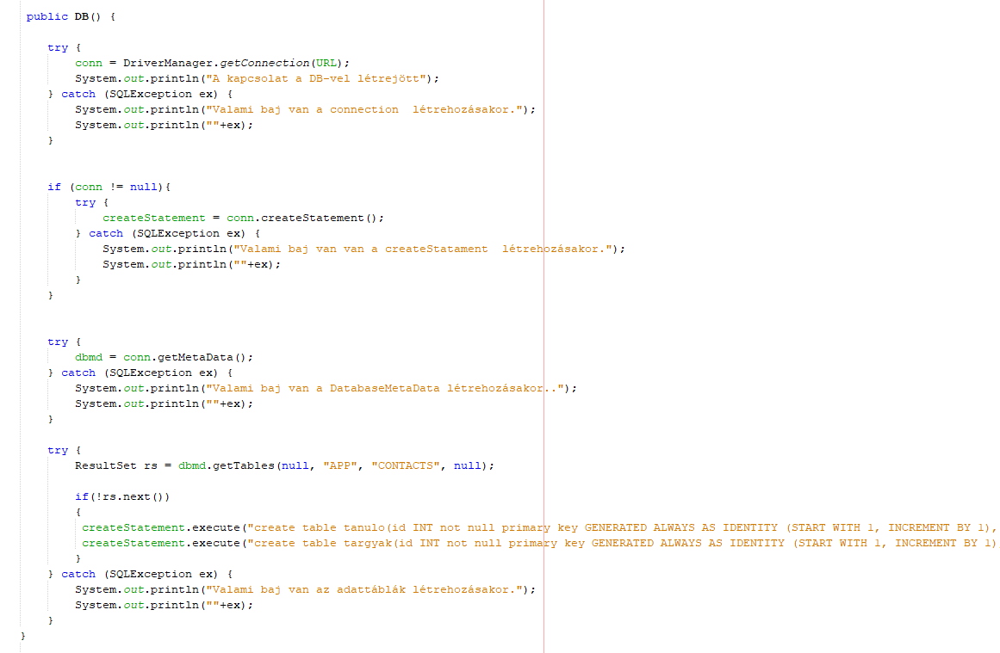 public DB() {
try {
conn = DriverManager.getConnection(URL);
System.out.println("A kapcsolat a DB-vel létrejött");
} catch (SQLException ex) {
System.out.println("Valami baj van a connection  létrehozásakor.");
System.out.println(""+ex);
}
if (conn != null){
try {
createStatement = conn.createStatement();
} catch (SQLException ex) {
System.out.println("Valami baj van van a createStatament  létrehozásakor.");
System.out.println(""+ex);
}
}
try {
dbmd = conn.getMetaData();
} catch (SQLException ex) {
System.out.println("Valami baj van a DatabaseMetaData létrehozásakor..");
System.out.println(""+ex);
}
try {
ResultSet rs = dbmd.getTables(null, "APP", "CONTACTS", null);
if(!rs.next())
{
createStatement.execute("create table tanulo(id INT not null primary key GENERATED ALWAYS AS IDENTITY (START WITH 1, INCREMENT BY 1),
createStatement.execute("create table targyak(id INT not null primary key GENERATED ALWAYS AS IDENTITY (START WITH 1, INCREMENT BY 1)
}
} catch (SQLException ex) {
System.out.println("Valami baj van az adattáblák létrehozásakor.");
System.out.println(""+ex);
}
}